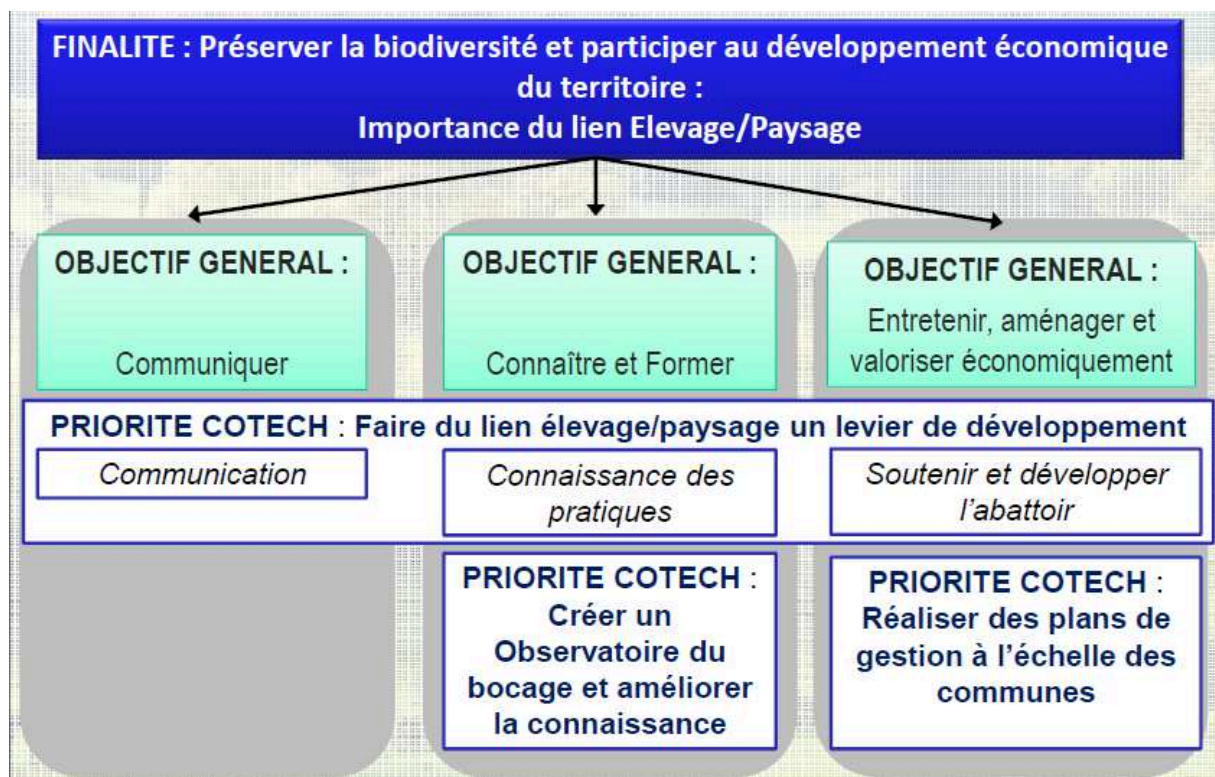 FINALITE : Préserver la biodiversité et participer au développement économique
du territoire :
Importance du lien Elevage/Paysage
OBJECTIF GENERAL :
Communiquer
OBJECTIF GENERAL :
Connaître et Former
OBJECTIF GENERAL :
Entretenir, aménager et
valoriser économiquement
PRIORITE COTECH : Faire du lien élevage/paysage un levier de développement
Communication
Connaissance des
pratiques
Soutenir et développer
l’abattoir
PRIORITE COTECH :
Créer un
Observatoire du
bocage et améliorer
la connaissance
PRIORITE COTECH :
Réaliser des plans de
gestion à l’échelle des
communes